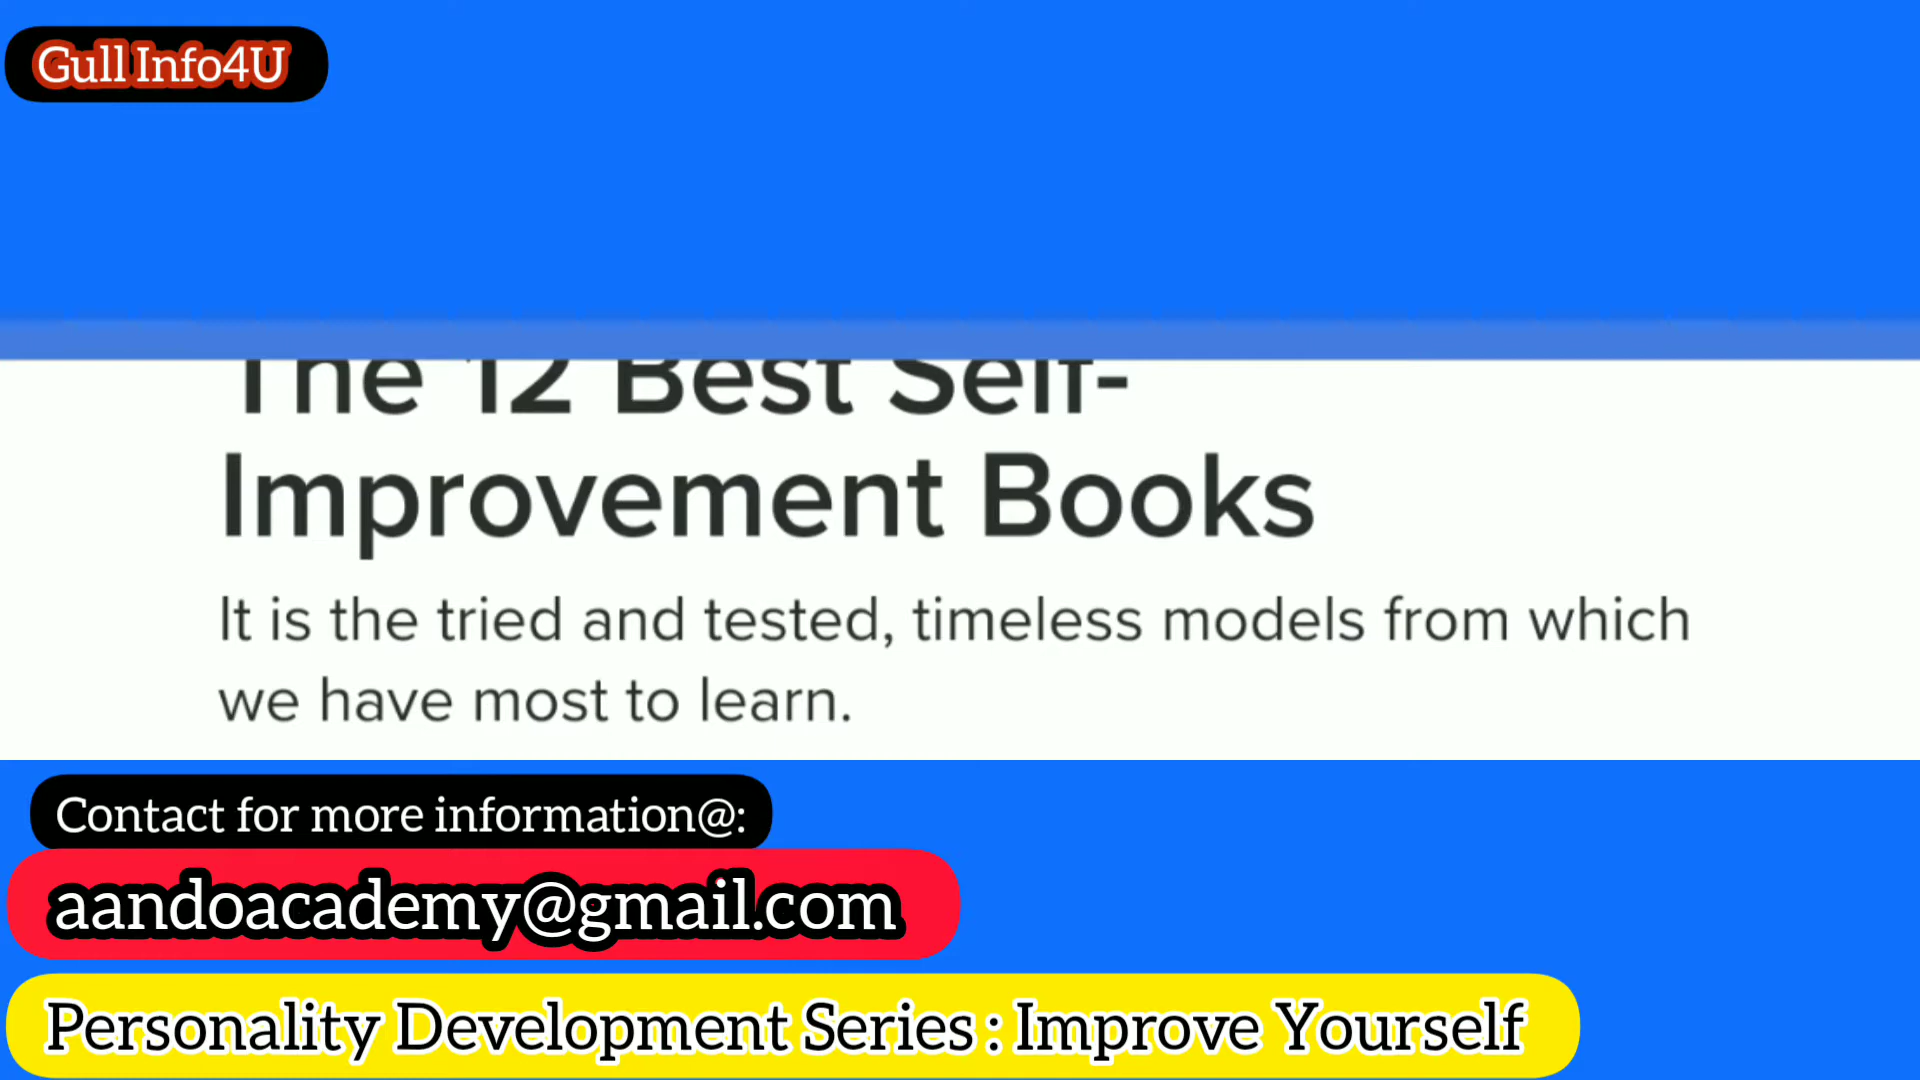 Gull Info4U
The 12 Best Self-
Improvement Books
It is the tried and tested, timeless models from which
we have most to learn.
Contact for more information@:
aandoacademy@gmail.com
Personality Development Series : Improve Yourself